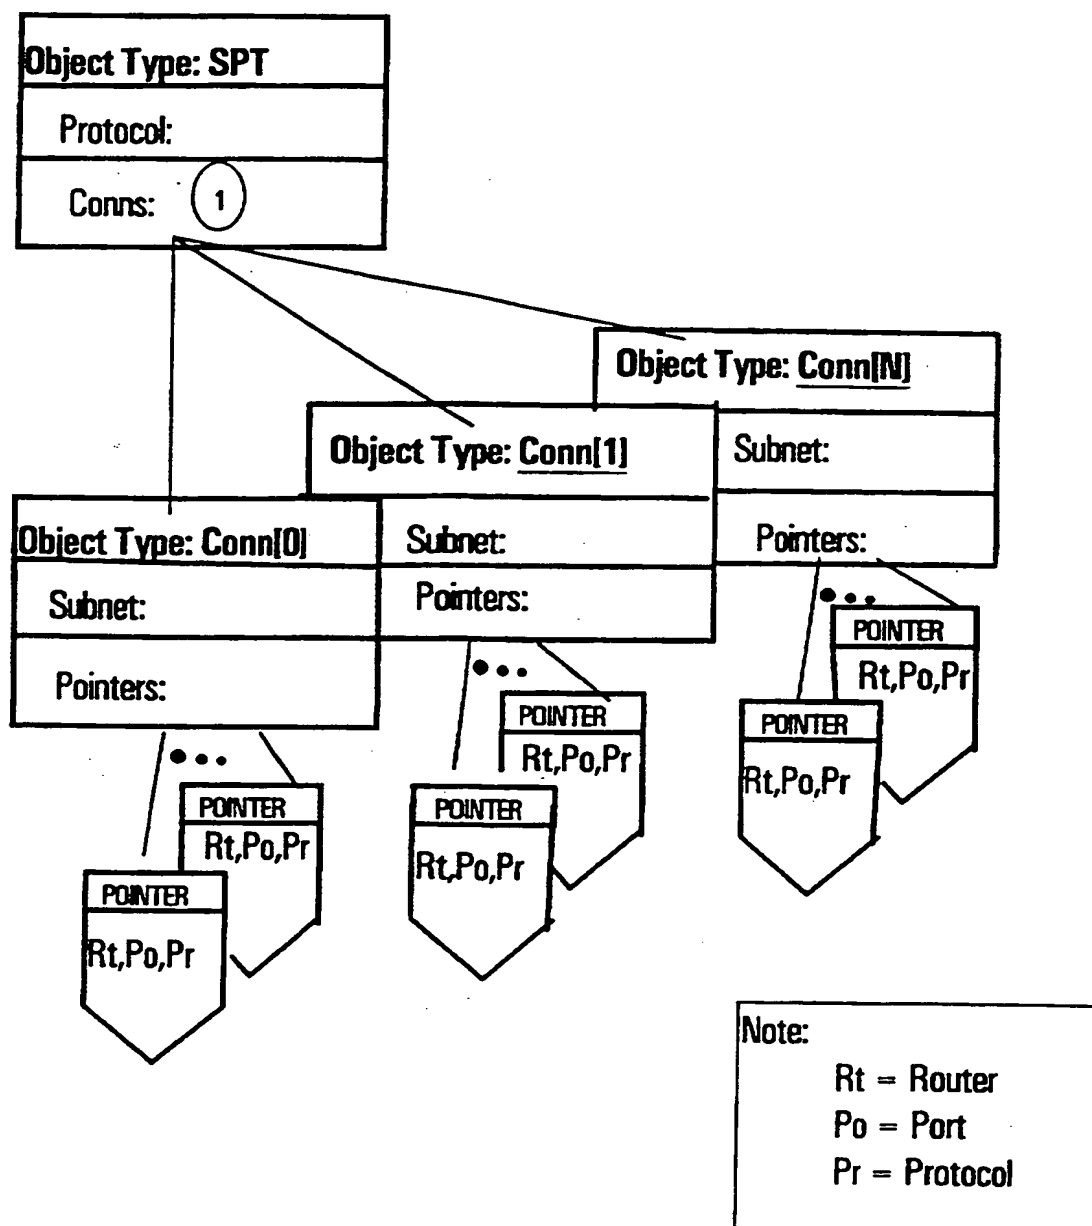 Object Type: SPT
Protocol:
Conns: 1
Object Type: Conn[N]
Subnet:
Pointers:
Object Type: Conn[1]
Subnet:
Pointers:
Object Type: Conn[0]
Subnet:
Pointers:
POINTER
Rt,Po,Pr
POINTER
Rt,Po,Pr
POINTER
Rt,Po,Pr
POINTER
Rt,Po,Pr
POINTER
Rt,Po,Pr
POINTER
Rt,Po,Pr
Note:
Rt = Router
Po = Port
Pr = Protocol